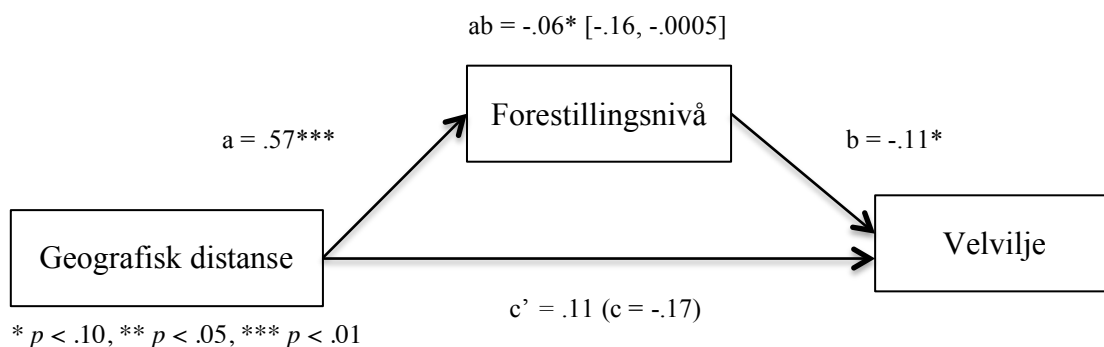 ab = -.06* [-.16, -.0005]
Forestillingsnivå
a = .57***
b = -.11*
Geografisk distanse
Velvilje
c’ = .11 (c = -.17)
* p < .10, ** p < .05, *** p < .01